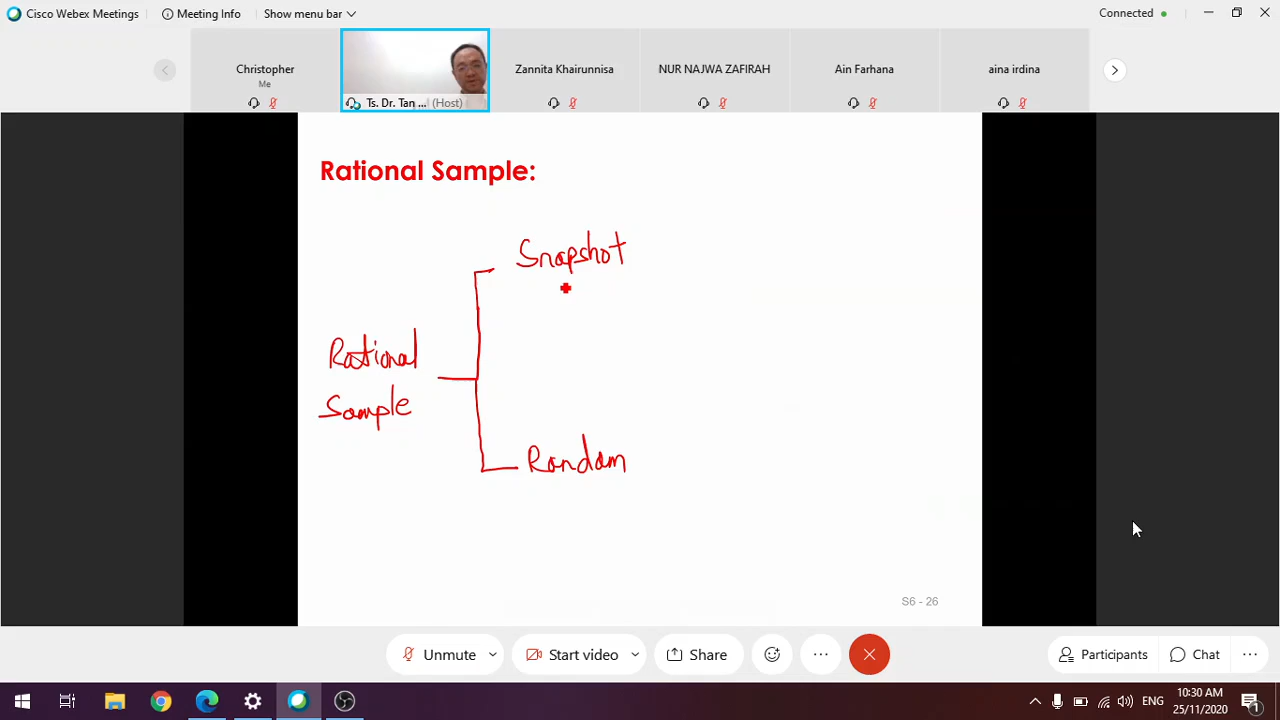 Cisco Webex Meetings
Meeting Info
Show menu bar
Connected
Christopher
Me
Ts. Dr. Tan ... (Host)
Zannita Khairunnisa
NUR NAJWA ZAFIRAH
Ain Farhana
aina irdina
Rational Sample:
Snapshot
Rational
Sample
Random
S6 - 26
Unmute
Start video
Share
Participants
Chat
ENG
10:30 AM
25/11/2020
1